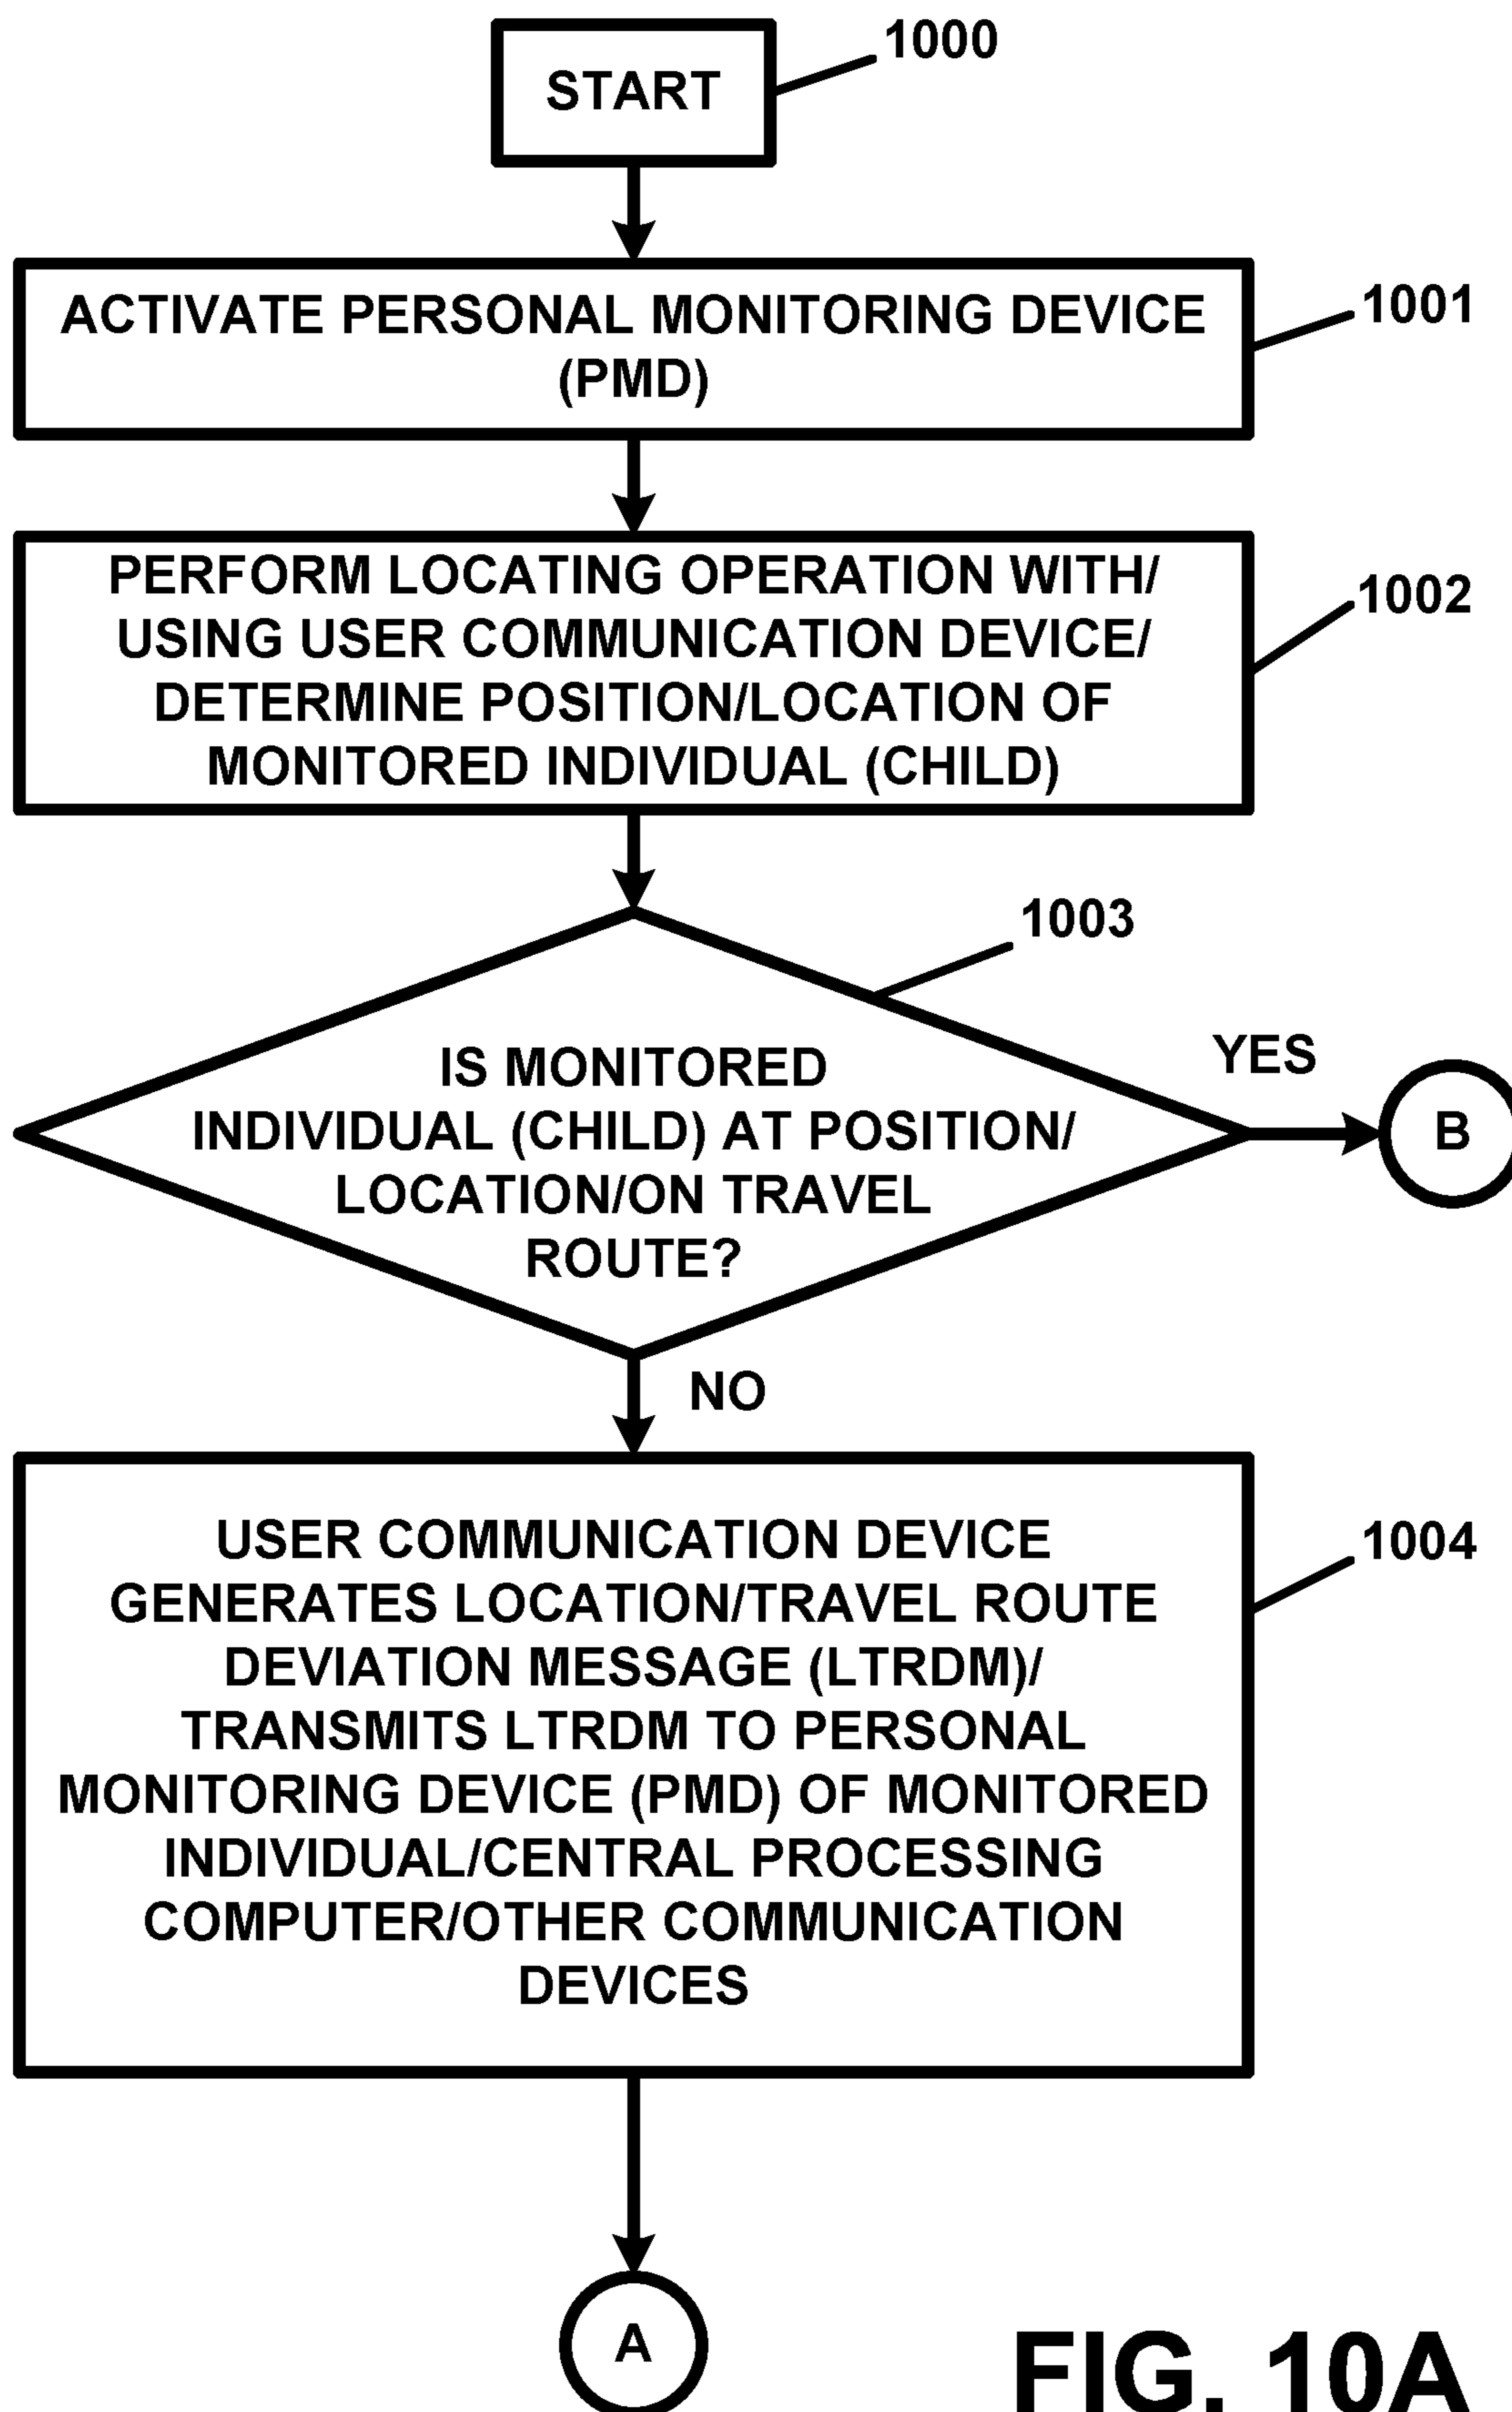 1000
START
ACTIVATE PERSONAL MONITORING DEVICE
(PMD)
1001
PERFORM LOCATING OPERATION WITH/
USING USER COMMUNICATION DEVICE/
DETERMINE POSITION/LOCATION OF
MONITORED INDIVIDUAL (CHILD)
1002
1003
IS MONITORED
INDIVIDUAL (CHILD) AT POSITION/
LOCATION/ON TRAVEL
ROUTE?
YES
B
NO
USER COMMUNICATION DEVICE
GENERATES LOCATION/TRAVEL ROUTE
DEVIATION MESSAGE (LTRDM)/
TRANSMITS LTRDM TO PERSONAL
MONITORING DEVICE (PMD) OF MONITORED
INDIVIDUAL/CENTRAL PROCESSING
COMPUTER/OTHER COMMUNICATION
DEVICES
1004
A
FIG. 10A